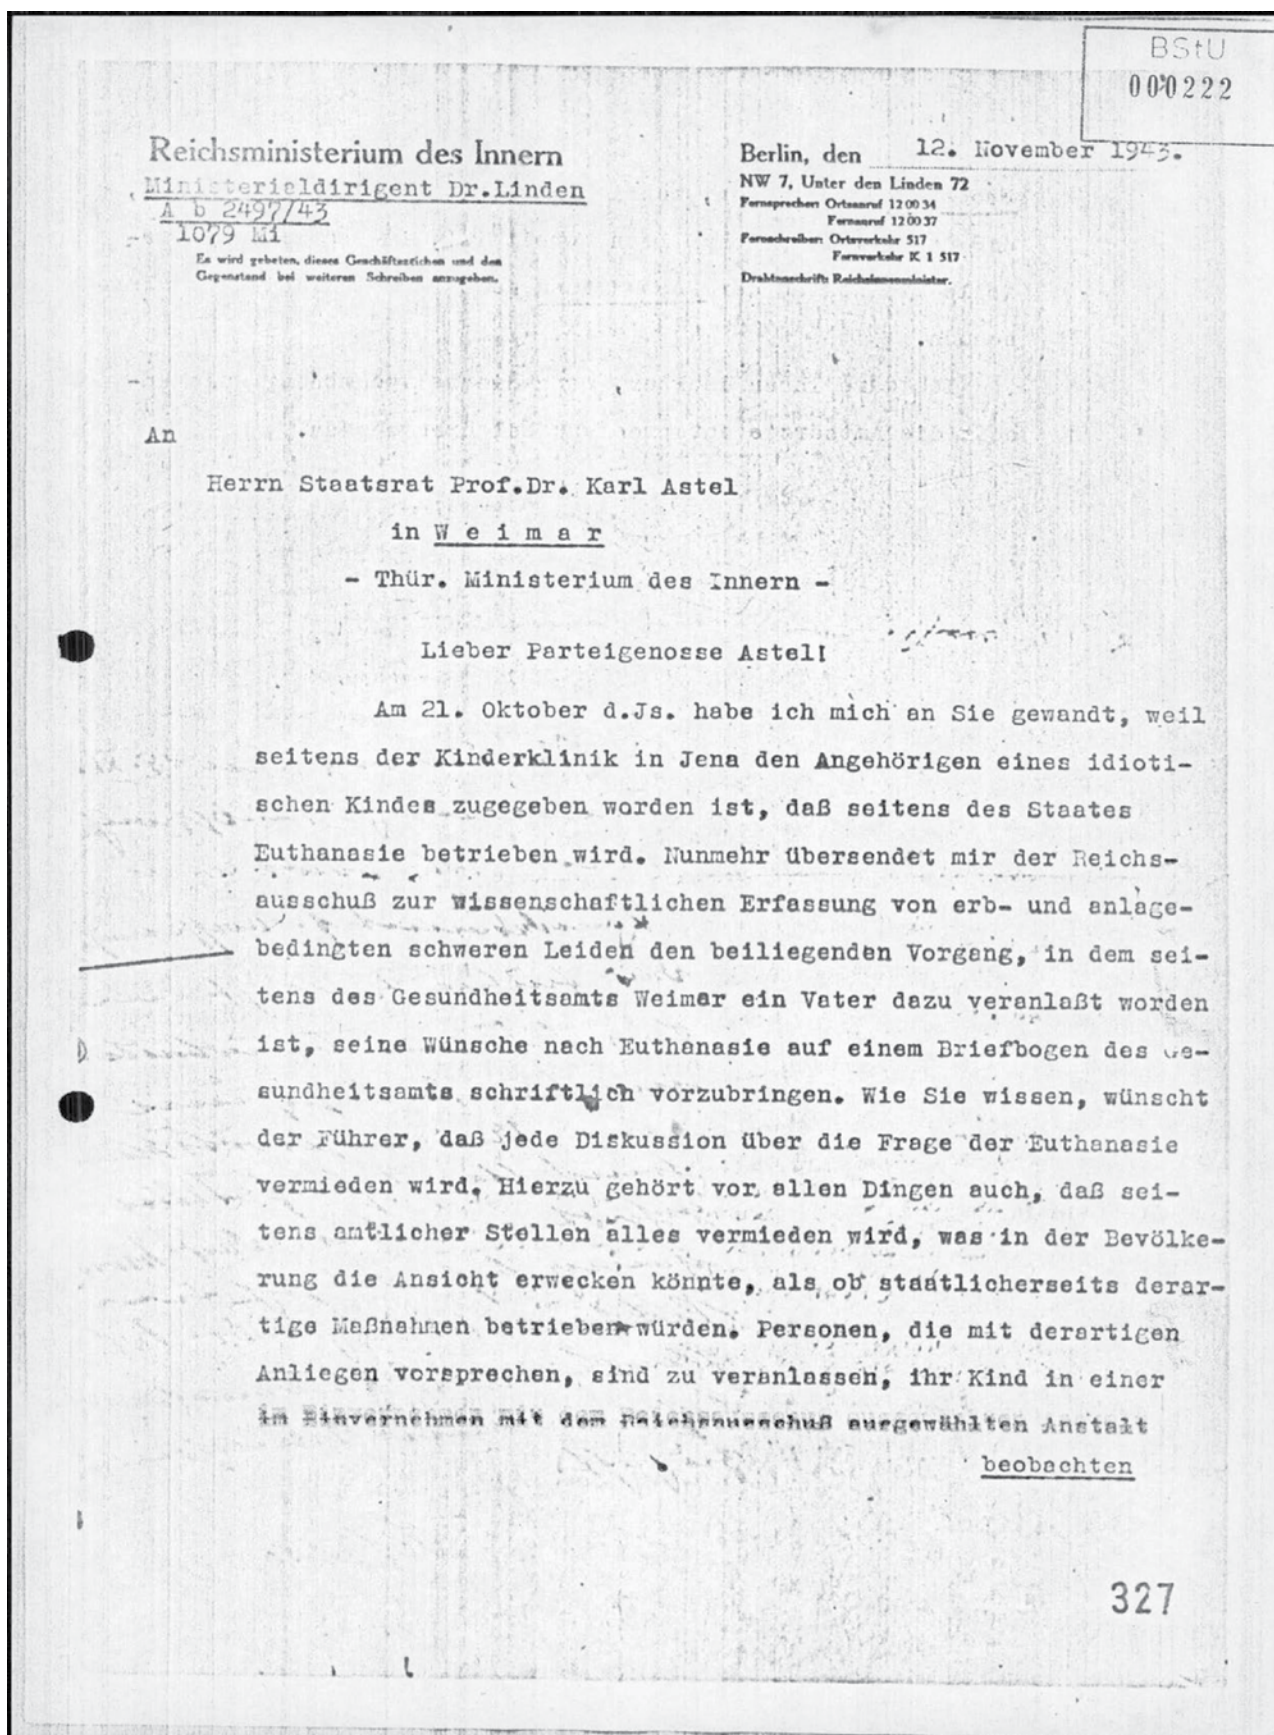 BStU
000222
Reichsministerium des Innern
Ministerialdirigent Dr.Linden
A b 2497/43
1079 Mi
Es wird gebeten, dieses Geschäftszeichen und den
Gegenstand bei weiteren Schreiben anzugeben.
Berlin, den 12. November 1943.
NW 7, Unter den Linden 72
Fernsprecher: Ortsanruf 12 00 34
Fernanruf 12 00 37
Fernschreiber: Ortsverkehr 517
Fernverkehr K 1 517
Drahtanschrift: Reichsinnenminister.
An
Herrn Staatsrat Prof.Dr. Karl Astel
in W e i m a r
- Thür. Ministerium des Innern -
Lieber Parteigenosse Astel!
Am 21. Oktober d.Js. habe ich mich an Sie gewandt, weil
seitens der Kinderklinik in Jena den Angehörigen eines idioti-
schen Kindes zugegeben worden ist, daß seitens des Staates
Euthanasie betrieben wird. Nunmehr übersendet mir der Reichs-
ausschuß zur wissenschaftlichen Erfassung von erb- und anlage-
bedingten schweren Leiden den beiliegenden Vorgang, in dem sei-
tens des Gesundheitsamts Weimar ein Vater dazu veranlaßt worden
ist, seine Wünsche nach Euthanasie auf einem Briefbogen des Ge-
sundheitsamts schriftlich vorzubringen. Wie Sie wissen, wünscht
der Führer, daß jede Diskussion über die Frage der Euthanasie
vermieden wird. Hierzu gehört vor allen Dingen auch, daß sei-
tens amtlicher Stellen alles vermieden wird, was in der Bevölke-
rung die Ansicht erwecken könnte, als ob staatlicherseits derar-
tige Maßnahmen betrieben würden. Personen, die mit derartigen
Anliegen vorsprechen, sind zu veranlassen, ihr Kind in einer
im Einvernehmen mit dem Reichsausschuß ausgewählten Anstalt
beobachten
327